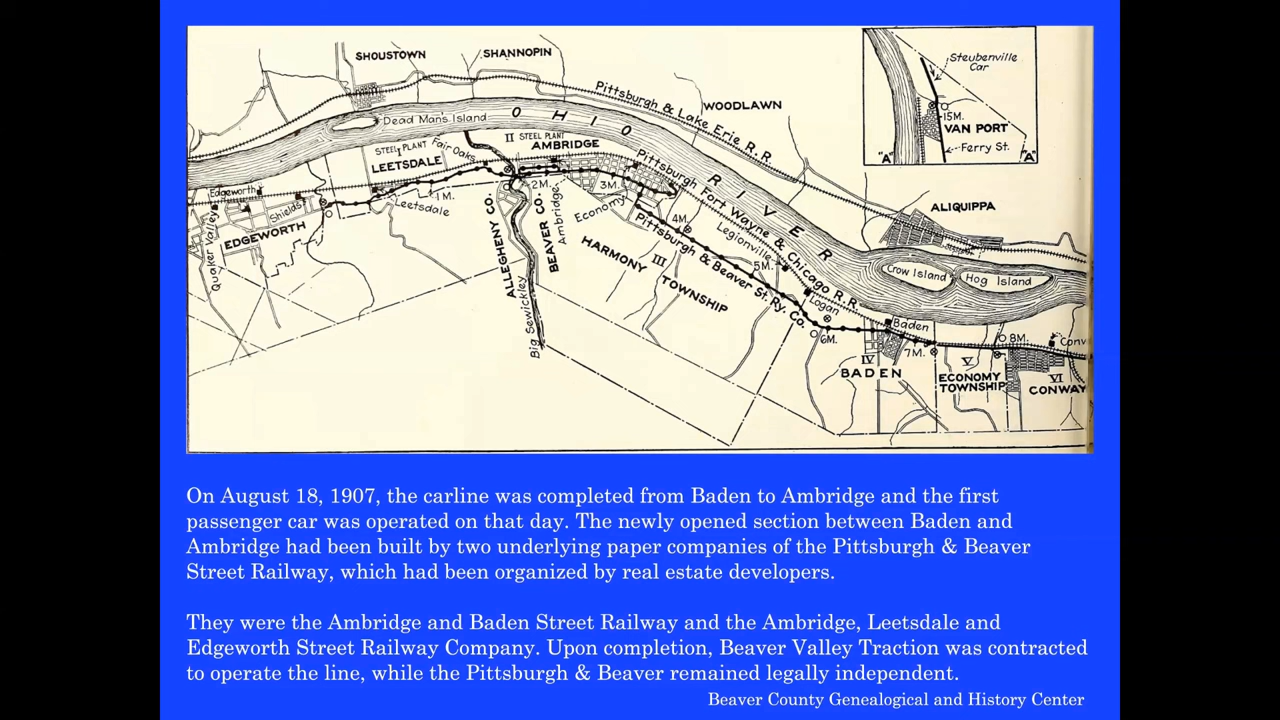 SHOUSTOWN
SHANNOPIN
Steubenville
Car
Pittsburgh & Lake Erie R.R.
WOODLAWN
15M.
VAN PORT
Ferry St.
"A"
"A"
Dead Mans Island
OHIO RIVER
II STEEL PLANT
AMBRIDGE
STEEL PLANT
Fair Oaks
LEETSDALE
Pittsburgh Fort Wayne & Chicago R.R.
Edgeworth
Shields
O
1M.
2M.
3M.
Leetsdale
Quaker Valley
EDGEWORTH
ALLEGHENY CO.
BEAVER CO.
Ambridge
Economy
4M.
Legionville
ALIQUIPPA
Pittsburgh & Beaver St. Ry. Co.
HARMONY
III
TOWNSHIP
5M.
Crow Island
Hog Island
Logan
Big Sewickley
6M.
Baden
7M.
8M.
Conv
IV
BADEN
V
ECONOMY
TOWNSHIP
VI
CONWAY
On August 18, 1907, the carline was completed from Baden to Ambridge and the first
passenger car was operated on that day. The newly opened section between Baden and
Ambridge had been built by two underlying paper companies of the Pittsburgh & Beaver
Street Railway, which had been organized by real estate developers.
They were the Ambridge and Baden Street Railway and the Ambridge, Leetsdale and
Edgeworth Street Railway Company. Upon completion, Beaver Valley Traction was contracted
to operate the line, while the Pittsburgh & Beaver remained legally independent.
Beaver County Genealogical and History Center